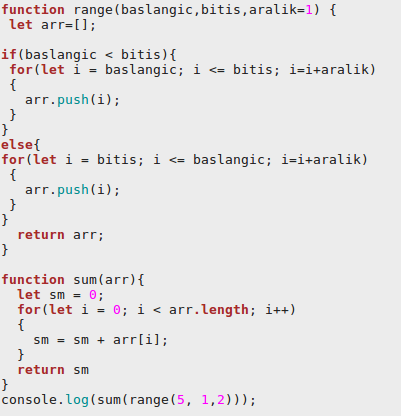 function range(baslangic,bitis,aralik=1) {
 let arr=[];

if(baslangic < bitis){
 for(let i = baslangic; i <= bitis; i=i+aralik)
 {
   arr.push(i);
 }
}
else{
for(let i = bitis; i <= baslangic; i=i+aralik)
 {
   arr.push(i);
 }
}
  return arr;
}

function sum(arr){
  let sm = 0;
  for(let i = 0; i < arr.length; i++)
  {
    sm = sm + arr[i];
  }
  return sm
}
console.log(sum(range(5, 1,2)));